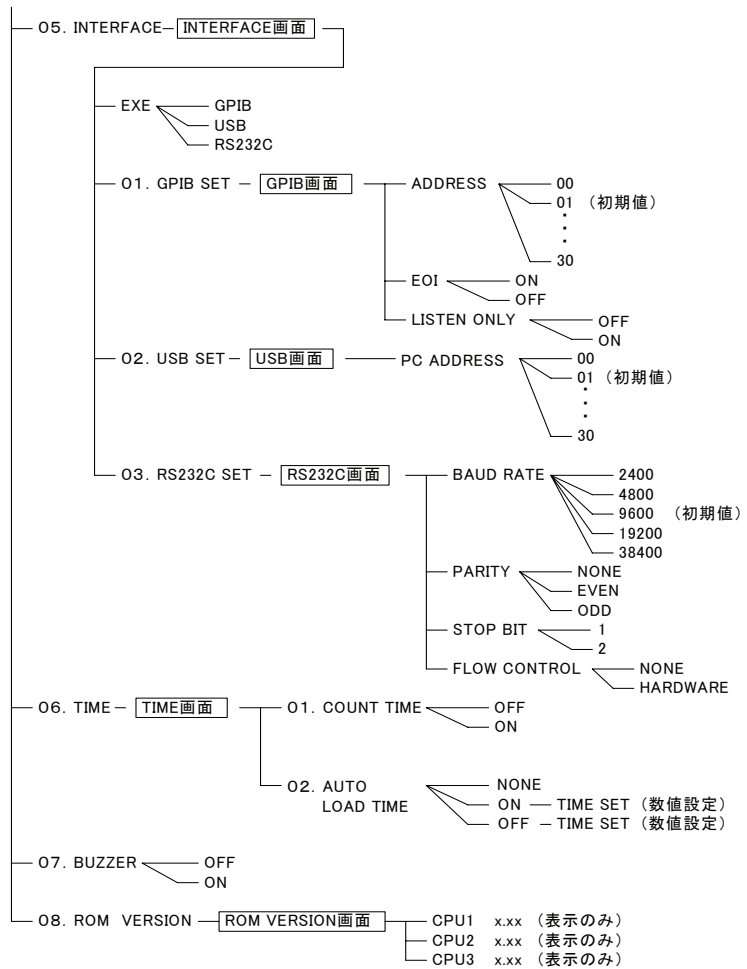 05. INTERFACE INTERFACE画面
EXE GPIB
USB
RS232C
01. GPIB SET GPIB画面 ADDRESS 00
01 (初期値)
・
・
・
30
EOI ON
OFF
LISTEN ONLY OFF
ON
02. USB SET USB画面 PC ADDRESS 00
01 (初期値)
・
・
・
30
03. RS232C SET RS232C画面 BAUD RATE 2400
4800
9600 (初期値)
19200
38400
PARITY NONE
EVEN
ODD
STOP BIT 1
2
FLOW CONTROL NONE
HARDWARE
06. TIME TIME画面 01. COUNT TIME OFF
ON
02. AUTO NONE
LOAD TIME ON TIME SET (数値設定)
OFF TIME SET (数値設定)
07. BUZZER OFF
ON
08. ROM VERSION ROM VERSION画面 CPU1 x.xx (表示のみ)
CPU2 x.xx (表示のみ)
CPU3 x.xx (表示のみ)